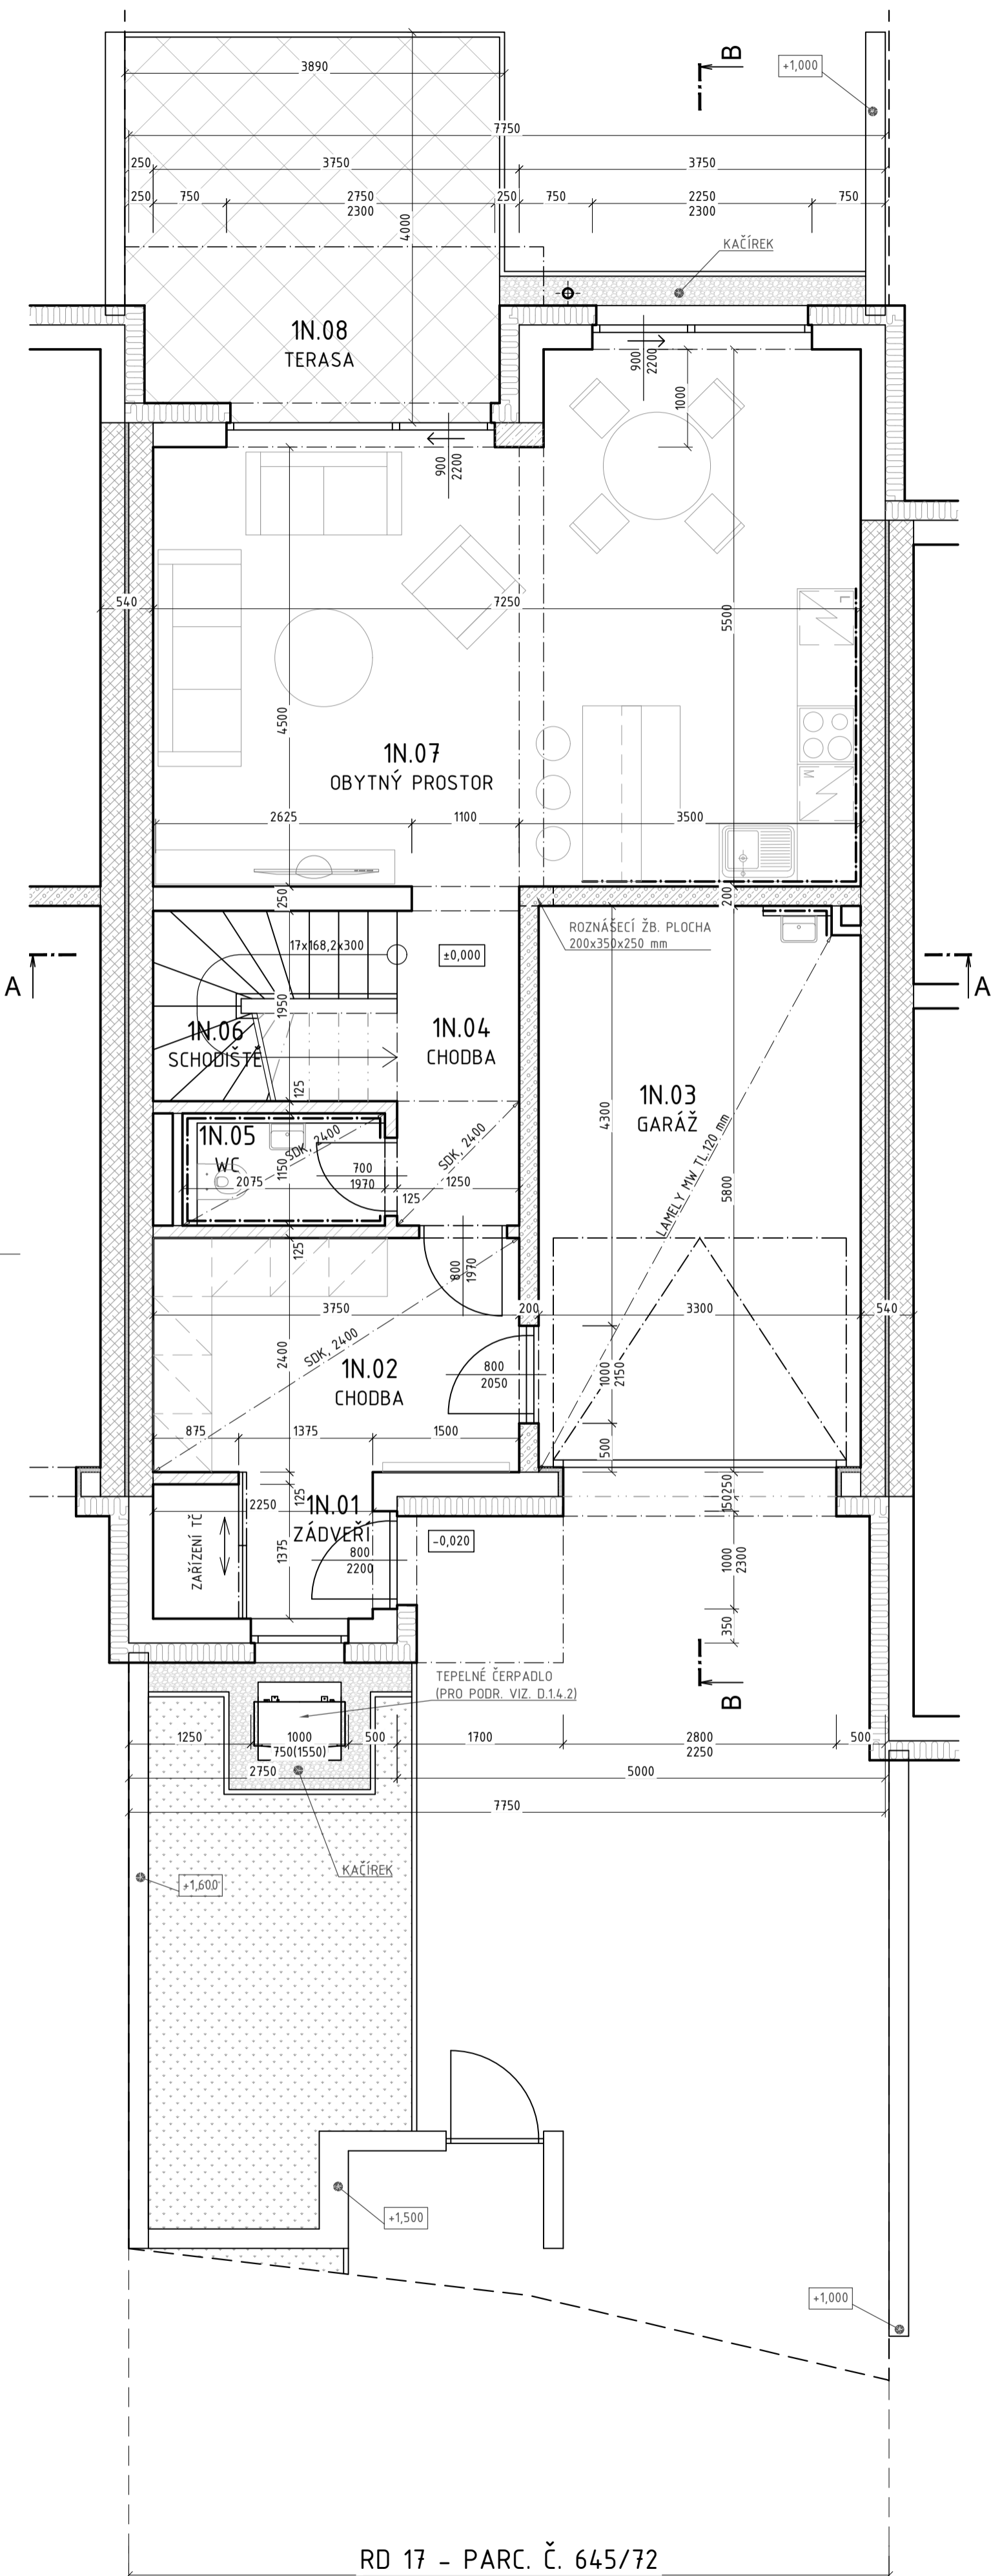 3890
B
+1,000
7750
250
3750
3750
250
750
2750
2300
250
750
2250
2300
750
4000
KAČÍREK
1N.08
TERASA
900
2200
1000
900
2200
540
7250
5500
4500
L
1N.07
OBYTNÝ PROSTOR
M
2625
1100
3500
250
200
ROZNÁŠECÍ ŽB. PLOCHA
200x350x250 mm
17x168,2x300
±0,000
A
A
1950
1N.06
SCHODIŠTĚ
1N.04
CHODBA
1N.03
GARÁŽ
125
4300
1N.05
WC
SDK, 2400
SDK, 2400
LAMELY MW TL.120 mm
1150
700
1970
2075
125
1250
5800
125
800
1970
3750
200
3300
540
2400
SDK, 2400
1N.02
CHODBA
800
2050
1000
2150
875
1375
1500
500
2250
125
1N.01
ZÁDVEŘÍ
250
150
ZAŘÍZENÍ TČ
1375
800
2200
-0,020
1000
2300
350
TEPELNÉ ČERPADLO
(PRO PODR. VIZ. D.1.4.2)
B
1250
1000
750(1550)
500
1700
2800
2250
500
2750
5000
7750
KAČÍREK
+1,600
+1,500
+1,000
RD 17 - PARC. Č. 645/72